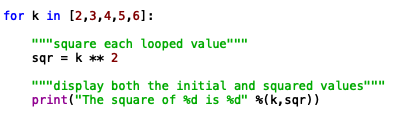 for k in [2,3,4,5,6]:
    """square each looped value"""
    sqr = k ** 2
    """display both the initial and squared values"""
    print("The square of %d is %d" %(k,sqr))